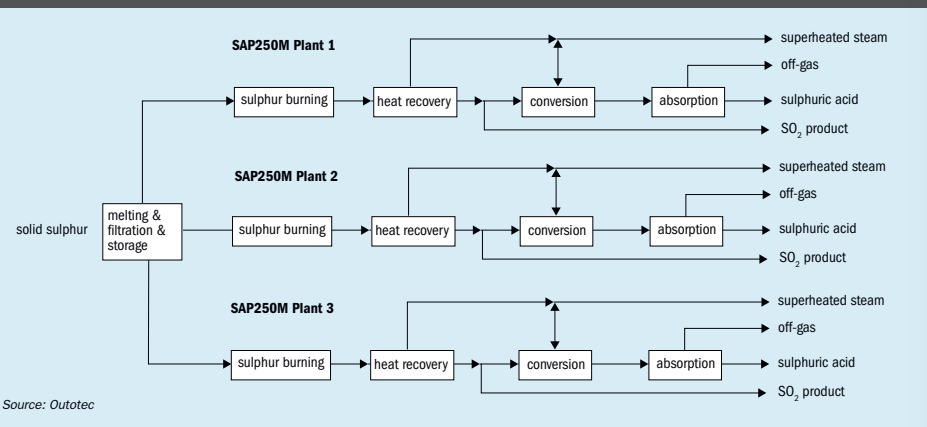 SAP250M Plant 1
superheated steam
off-gas
sulphur burning
heat recovery
conversion
absorption
sulphuric acid
SO₂ product
SAP250M Plant 2
superheated steam
off-gas
solid sulphur
melting &
filtration &
storage
sulphur burning
heat recovery
conversion
absorption
sulphuric acid
SO₂ product
SAP250M Plant 3
superheated steam
off-gas
sulphur burning
heat recovery
conversion
absorption
sulphuric acid
SO₂ product
Source: Outotec